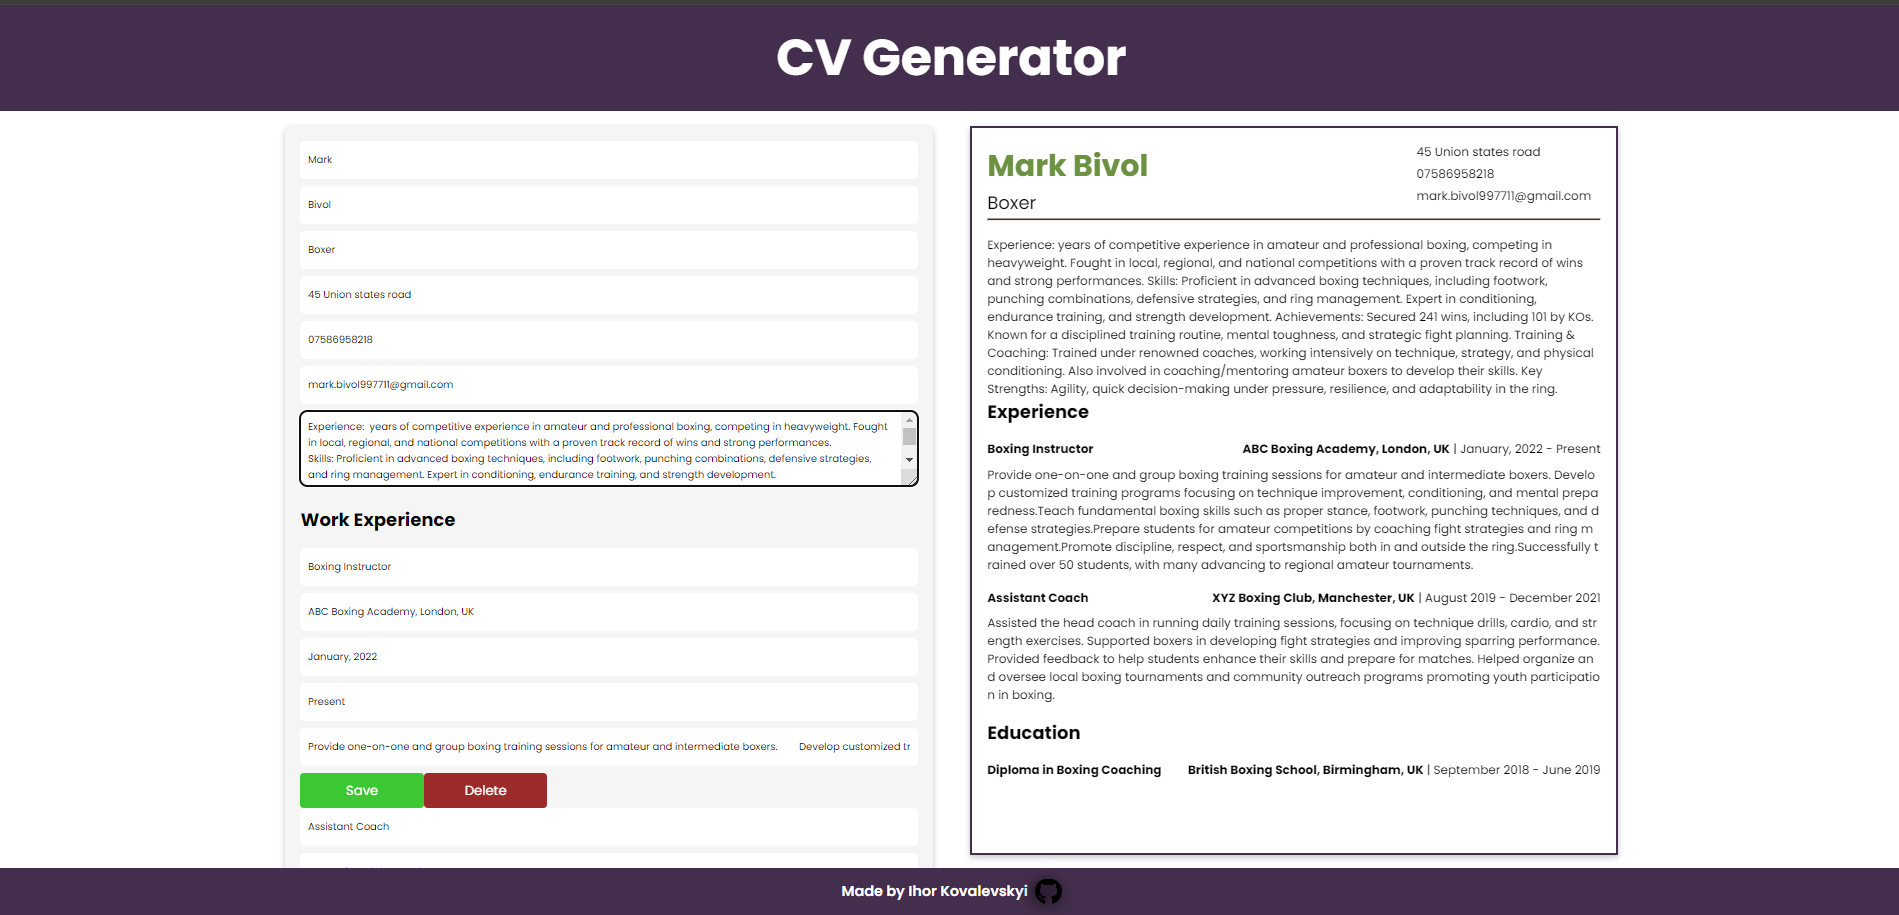 CV Generator
Mark
Bivol
Boxer
45 Union states road
07586958218
mark.bivol997711@gmail.com
Experience:  years of competitive experience in amateur and professional boxing, competing in heavyweight. Fought
in local, regional, and national competitions with a proven track record of wins and strong performances.
Skills: Proficient in advanced boxing techniques, including footwork, punching combinations, defensive strategies,
and ring management. Expert in conditioning, endurance training, and strength development.
Work Experience
Boxing Instructor
ABC Boxing Academy, London, UK
January, 2022
Present
Provide one-on-one and group boxing training sessions for amateur and intermediate boxers. Develop customized tr
Save Delete
Assistant Coach
Mark Bivol
Boxer
45 Union states road
07586958218
mark.bivol997711@gmail.com
Experience: years of competitive experience in amateur and professional boxing, competing in
heavyweight. Fought in local, regional, and national competitions with a proven track record of wins
and strong performances. Skills: Proficient in advanced boxing techniques, including footwork,
punching combinations, defensive strategies, and ring management. Expert in conditioning,
endurance training, and strength development. Achievements: Secured 241 wins, including 101 by KOs.
Known for a disciplined training routine, mental toughness, and strategic fight planning. Training &
Coaching: Trained under renowned coaches, working intensively on technique, strategy, and physical
conditioning. Also involved in coaching/mentoring amateur boxers to develop their skills. Key
Strengths: Agility, quick decision-making under pressure, resilience, and adaptability in the ring.
Experience
Boxing Instructor ABC Boxing Academy, London, UK | January, 2022 - Present
Provide one-on-one and group boxing training sessions for amateur and intermediate boxers. Develo
p customized training programs focusing on technique improvement, conditioning, and mental prepa
redness.Teach fundamental boxing skills such as proper stance, footwork, punching techniques, and d
efense strategies.Prepare students for amateur competitions by coaching fight strategies and ring m
anagement.Promote discipline, respect, and sportsmanship both in and outside the ring.Successfully t
rained over 50 students, with many advancing to regional amateur tournaments.
Assistant Coach XYZ Boxing Club, Manchester, UK | August 2019 - December 2021
Assisted the head coach in running daily training sessions, focusing on technique drills, cardio, and str
ength exercises. Supported boxers in developing fight strategies and improving sparring performance.
Provided feedback to help students enhance their skills and prepare for matches. Helped organize an
d oversee local boxing tournaments and community outreach programs promoting youth participatio
n in boxing.
Education
Diploma in Boxing Coaching British Boxing School, Birmingham, UK | September 2018 - June 2019
Made by Ihor Kovalevskyi